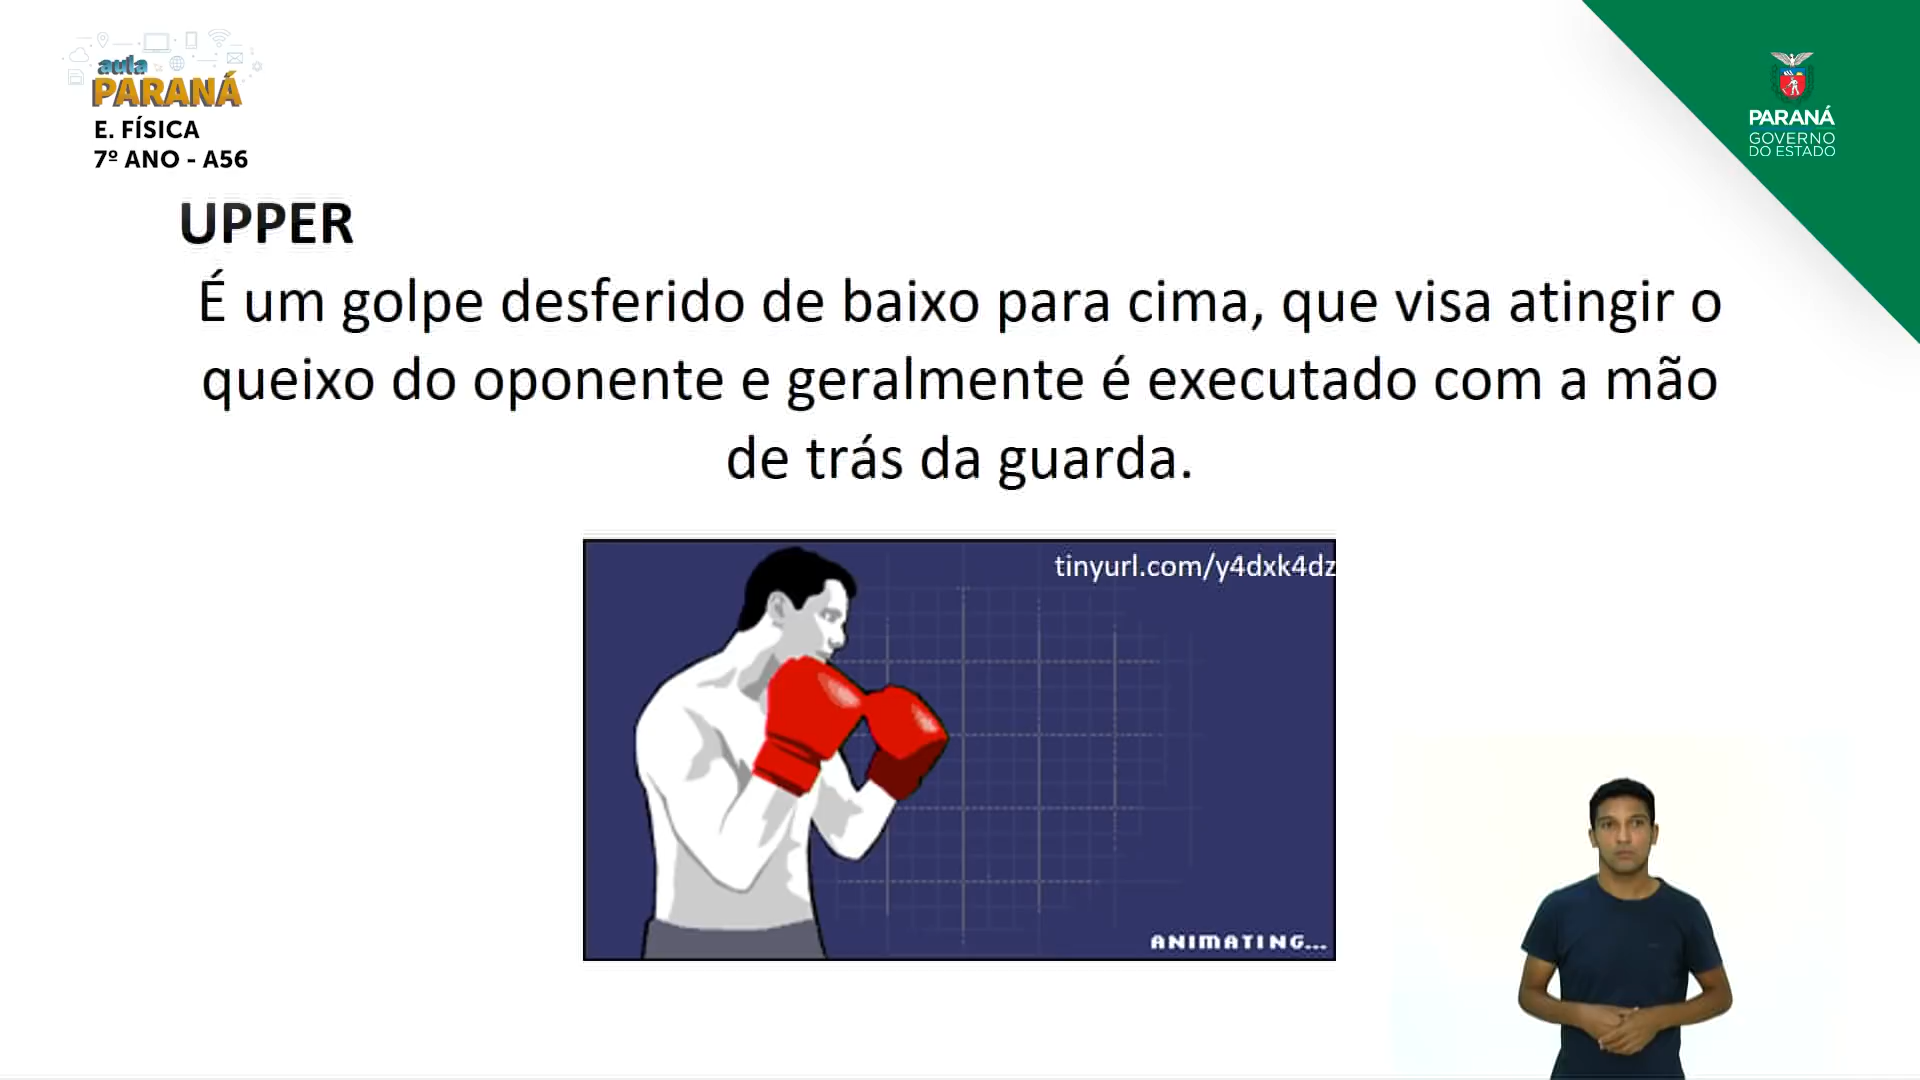 aula
PARANÁ
E. FÍSICA
7º ANO - A56
PARANÁ
GOVERNO
DO ESTADO
UPPER
É um golpe desferido de baixo para cima, que visa atingir o
queixo do oponente e geralmente é executado com a mão
de trás da guarda.
tinyurl.com/y4dxk4dz
ANIMATING...